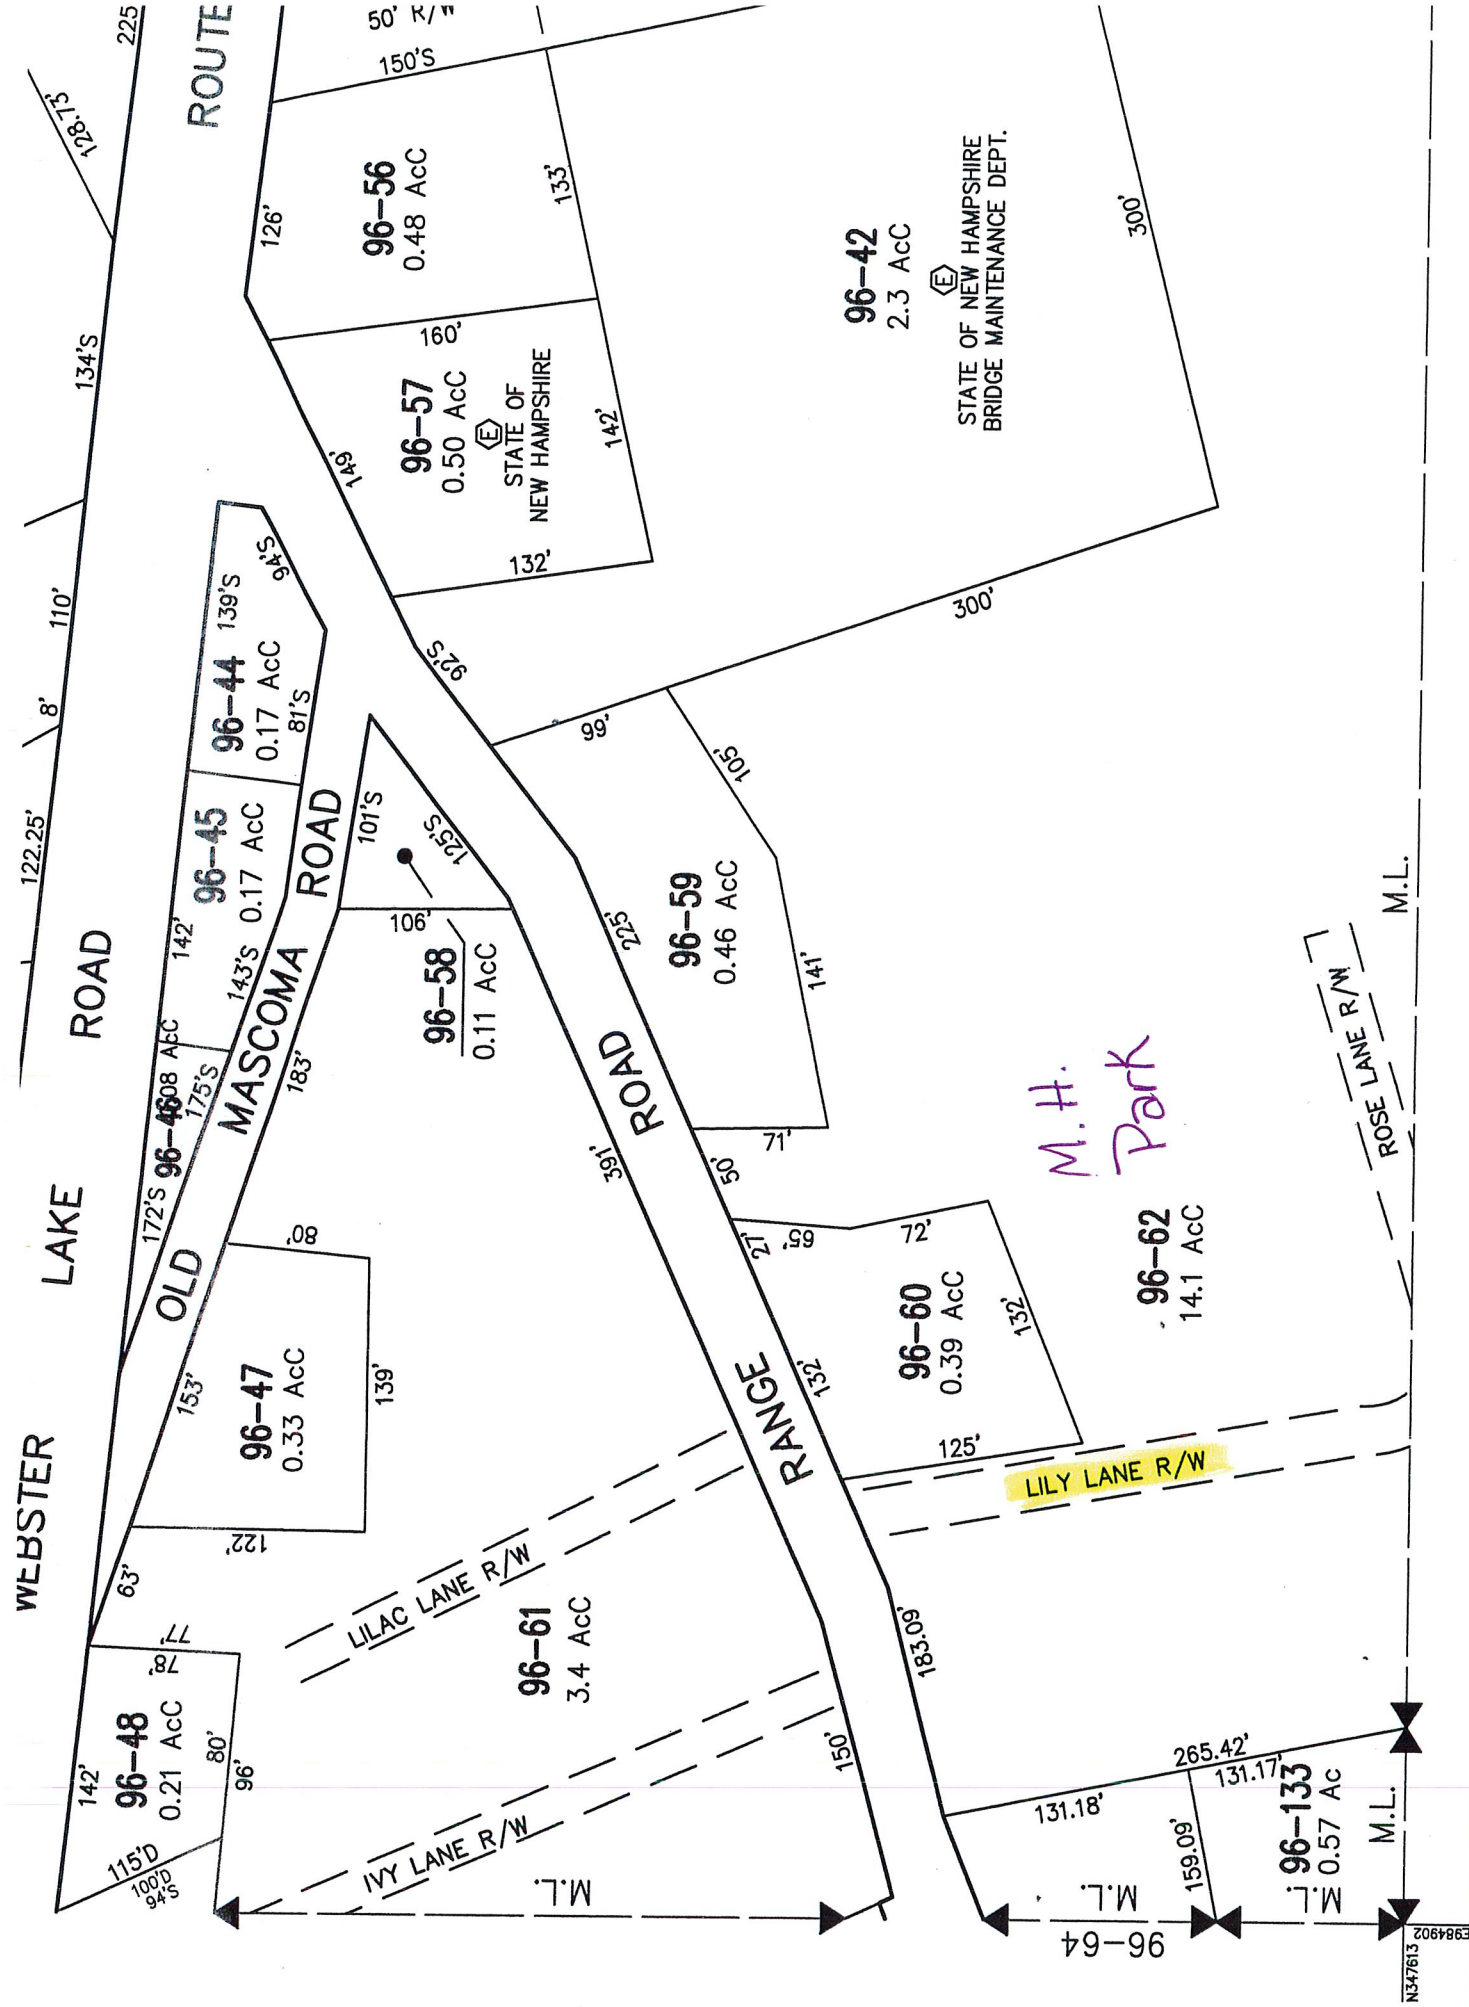 WEBSTER
LAKE
ROAD
ROUTE
225
128.73'
134'S
110'
8'
122.25'
50' R/W
150'S
126'
96-56
0.48 AcC
133'
160'
149'
96-57
0.50 AcC
E
STATE OF
NEW HAMPSHIRE
142'
132'
92'S
96-42
2.3 AcC
E
STATE OF NEW HAMPSHIRE
BRIDGE MAINTENANCE DEPT.
300'
300'
139'S
94'S
96-44
0.17 AcC
81'S
96-45
0.17 AcC
142'
143'S
96-46
08 AcC
175'S
172'S
OLD
MASCOMA
ROAD
101'S
125'S
106'
96-58
0.11 AcC
183'
99'
105'
225'
96-59
0.46 AcC
141'
71'
50'
RANGE
ROAD
391'
80'
153'
96-47
0.33 AcC
139'
122'
63'
27'
65'
72'
132'
96-60
0.39 AcC
132'
125'
M.H.
Park
96-62
14.1 AcC
ROSE LANE R/W
M.L.
LILY LANE R/W
LILAC LANE R/W
96-61
3.4 AcC
IVY LANE R/W
77'
78'
142'
96-48
0.21 AcC
80'
96'
115'D
100'D
94'S
150'
183.09'
M.L.
131.18'
265.42'
131.17'
159.09'
96-133
0.57 Ac
M.L.
M.L.
M.L.
96-64
N347613
E984902